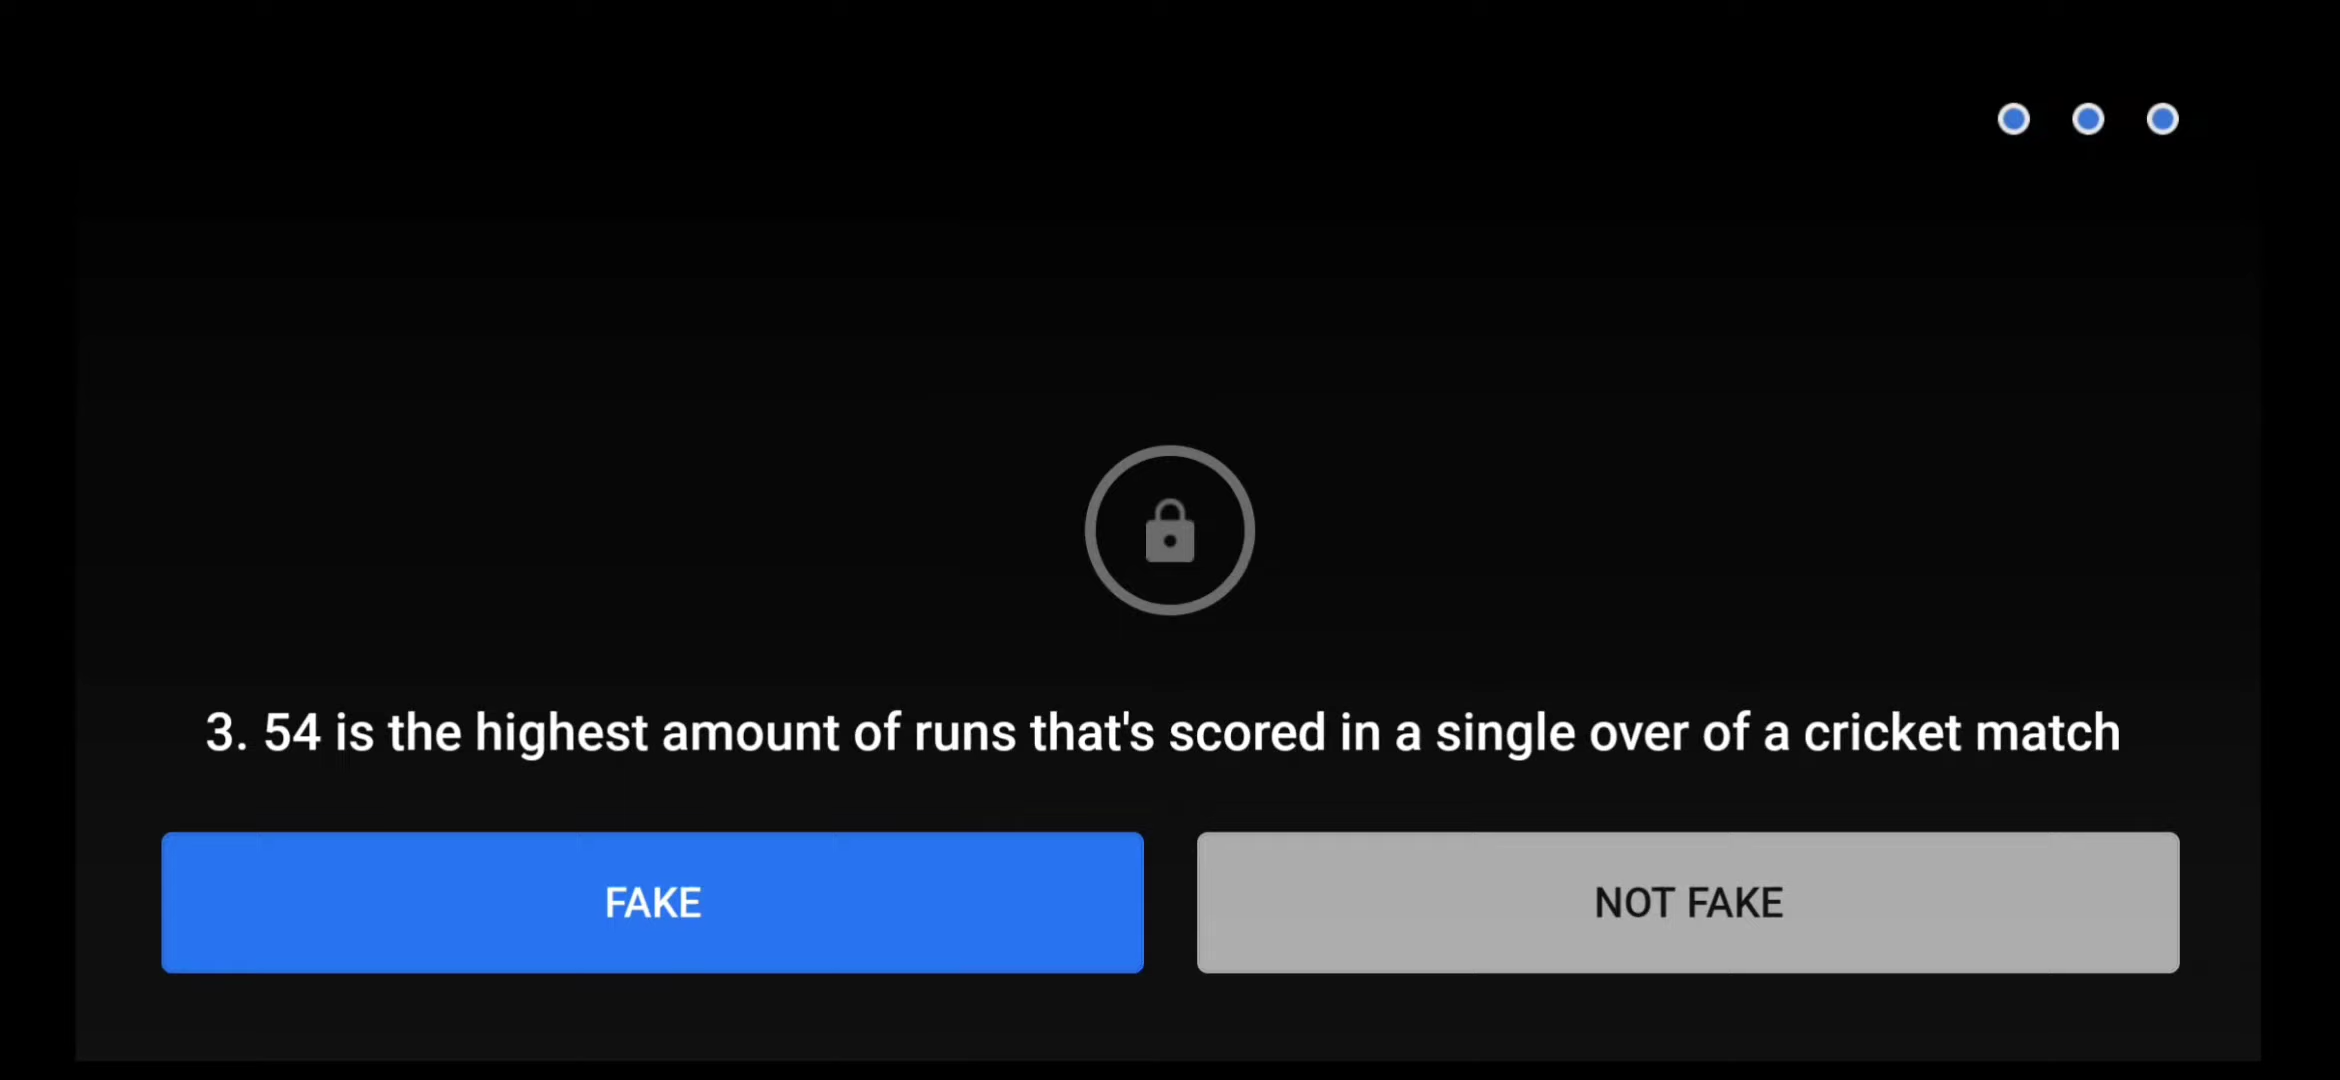 3. 54 is the highest amount of runs that's scored in a single over of a cricket match
FAKE
NOT FAKE